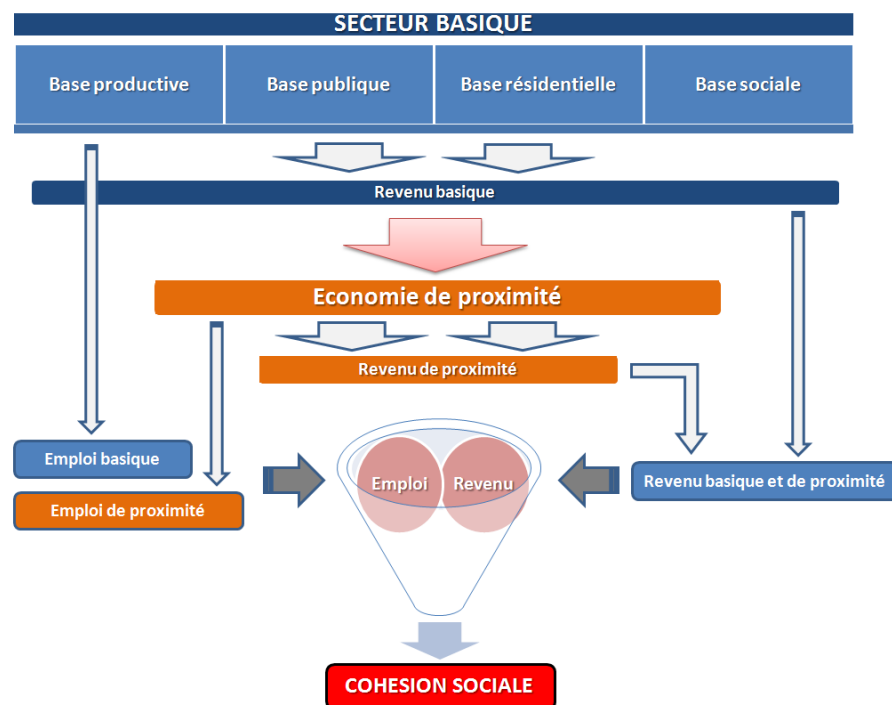 SECTEUR BASIQUE
Base productive
Base publique
Base résidentielle
Base sociale
Revenu basique
Economie de proximité
Revenu de proximité
Emploi basique
Emploi de proximité
Emploi
Revenu
Revenu basique et de proximité
COHESION SOCIALE